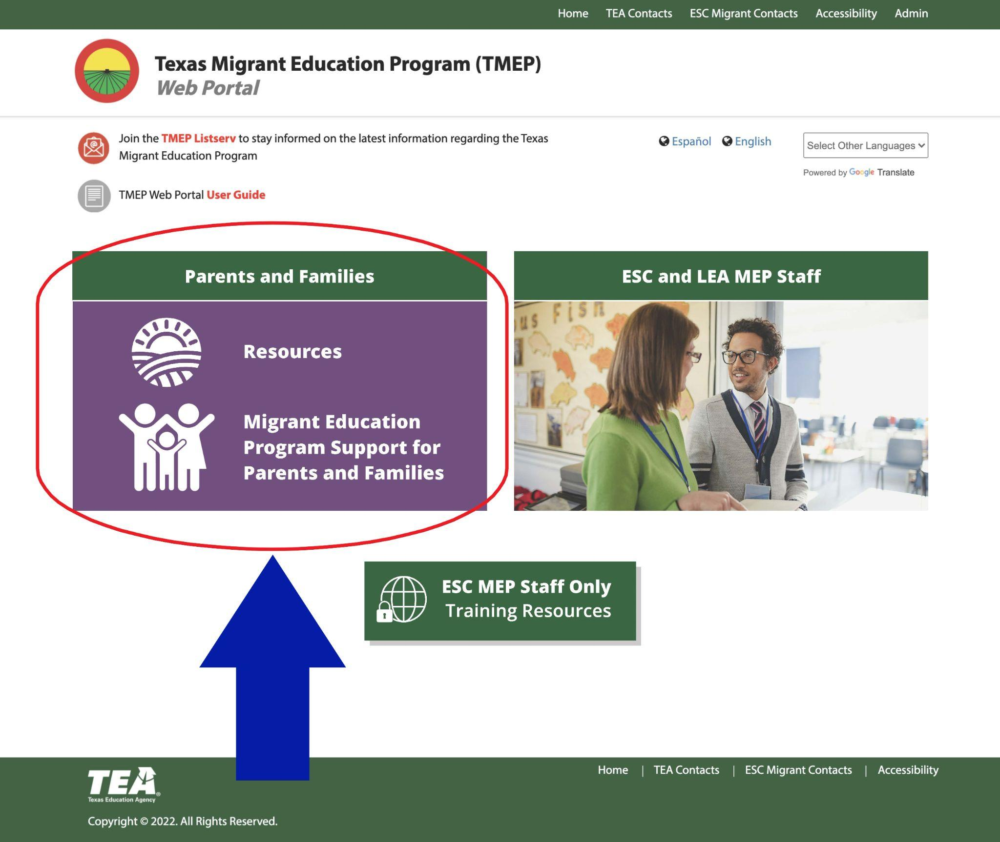 Home TEA Contacts ESC Migrant Contacts Accessibility Admin
Texas Migrant Education Program (TMEP)
Web Portal
Join the TMEP Listserv to stay informed on the latest information regarding the Texas
Migrant Education Program
Español English
Select Other Languages
Powered by Google Translate
TMEP Web Portal User Guide
Parents and Families
Resources
Migrant Education
Program Support for
Parents and Families
ESC and LEA MEP Staff
us Fish
ESC MEP Staff Only
Training Resources
TEA®
Texas Education Agency
Home | TEA Contacts | ESC Migrant Contacts | Accessibility
Copyright © 2022. All Rights Reserved.